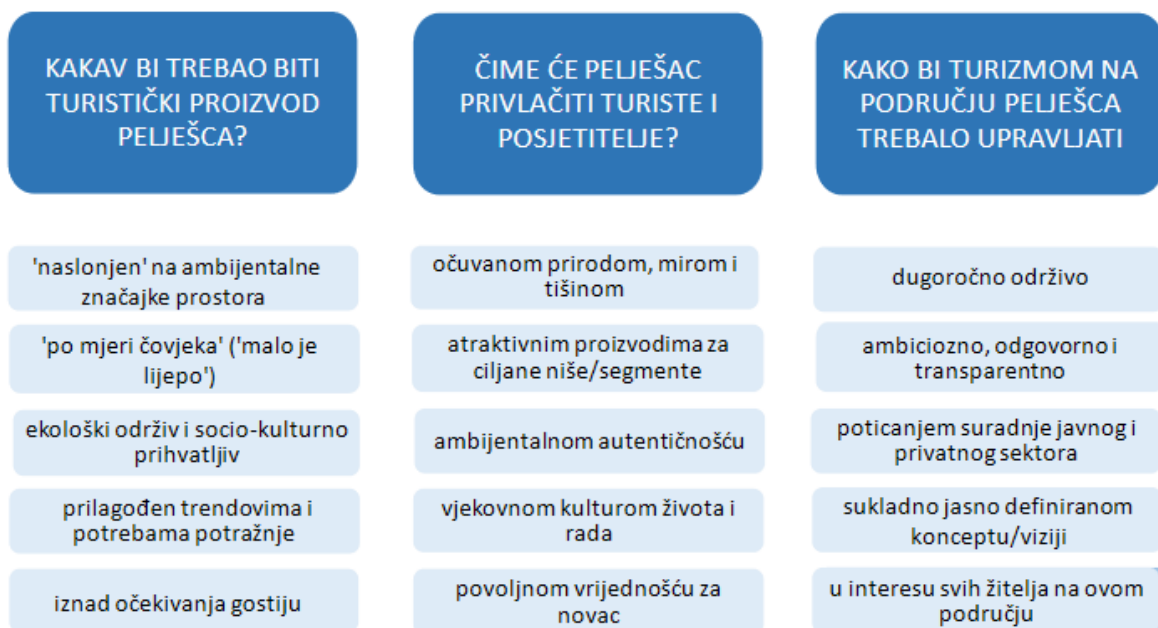 KAKAV BI TREBAO BITI
TURISTIČKI PROIZVOD
PELJEŠCA?
'naslonjen' na ambijentalne
značajke prostora
'po mjeri čovjeka' ('malo je
lijepo')
ekološki održiv i socio-kulturno
prihvatljiv
prilagođen trendovima i
potrebama potražnje
iznad očekivanja gostiju
ČIME ĆE PELJEŠAC
PRIVLAČITI TURISTE I
POSJETITELJE?
očuvanom prirodom, mirom i
tišinom
atraktivnim proizvodima za
ciljane niše/segmente
ambijentalnom autentičnošću
vjekovnom kulturom života i
rada
povoljnom vrijednošću za
novac
KAKO BI TURIZMOM NA
PODRUČJU PELJEŠCA
TREBALO UPRAVLJATI
dugoročno održivo
ambiciozno, odgovorno i
transparentno
poticanjem suradnje javnog i
privatnog sektora
sukladno jasno definiranom
konceptu/viziji
u interesu svih žitelja na ovom
području